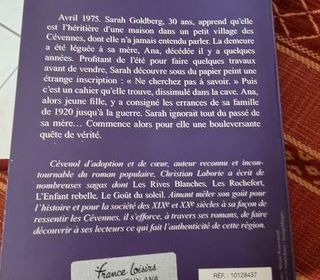 Avril 1975. Sarah Goldberg, 30 ans, apprend qu'elle
est l'héritière d'une maison dans un petit village des
Cévennes, dont elle n'a jamais entendu parler. La demeure
a été léguée à sa mère, Ana, décédée il y a quelques
années. Profitant de l'été pour faire quelques travaux
avant de vendre, Sarah découvre sous du papier peint une
étrange inscription : « Ne cherchez pas à savoir. » Puis
c'est un cahier qu'elle trouve, dissimulé dans la cave. Ana,
alors jeune fille, y a consigné les errances de sa famille
de 1920 jusqu'à la guerre. Sarah ignorait tout du passé
de sa mère… Commence alors pour elle une bouleversante
quête de vérité.
Cévenol d'adoption et de cœur, auteur reconnu et incon-
tournable du roman populaire, Christian Laborie a écrit de
nombreuses sagas dont Les Rives Blanches, Les Rochefort,
L'Enfant rebelle, Le Goût du soleil. Aimant mêler son goût pour
l'histoire et pour la société des XIXe et XXe siècles à sa façon de
ressentir les Cévennes, il s'efforce, à travers ses romans, de faire
découvrir à ses lecteurs ce qui fait l'authenticité de cette région.
France Loisirs
RÉF : 10128437